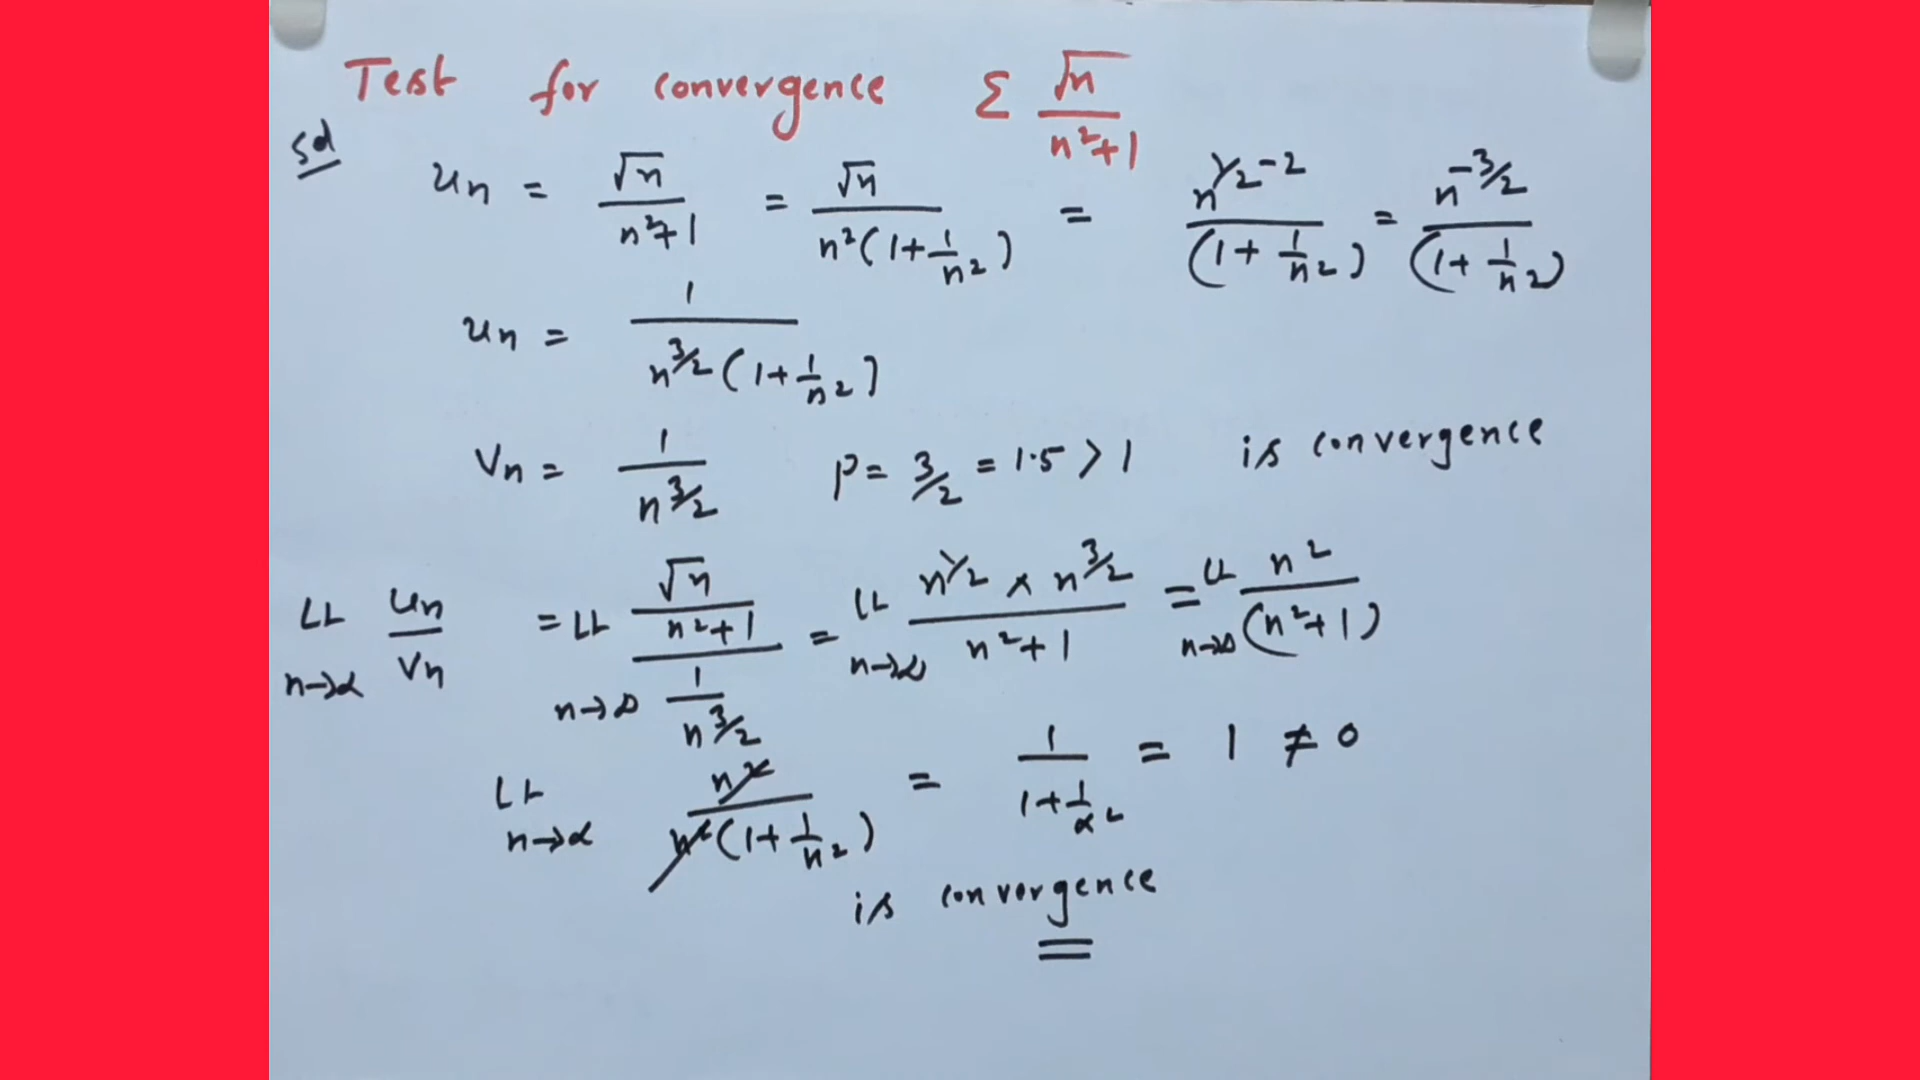 Test for convergence Σ √n/(n²+1)
Sol
un = √n/(n²+1) = √n/(n²(1+1/n²)) = n^(1/2-2)/(1+1/n²) = n^(-3/2)/(1+1/n²)
un = 1/(n^(3/2)(1+1/n²))
Vn = 1/n^(3/2) P = 3/2 = 1.5 > 1 is convergence
Lt n→∞ un/Vn = Lt n→∞ (√n/(n²+1))/(1/n^(3/2)) = Lt n→∞ (n^(1/2) × n^(3/2))/(n²+1) = Lt n→∞ n²/(n²+1)
Lt n→∞ n²/(n²(1+1/n²)) = 1/(1+1/∞²) = 1 ≠ 0
is convergence